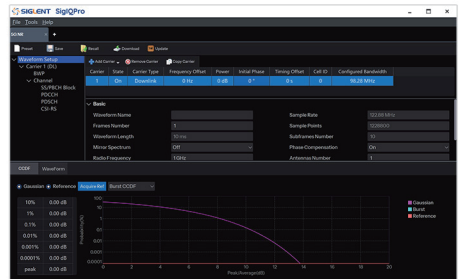 SIGLENT SigIQPro
File Tools Help
5G NR +
Preset Save Recall Download Update
Waveform Setup
Carrier 1 (DL)
BWP
Channel
SS/PBCH Block
PDCCH
PDSCH
CSI-RS
Add Carrier Remove Carrier Copy Carrier
Carrier State Carrier Type Frequency Offset Power Initial Phase Timing Offset Cell ID Configured Bandwidth
1 On Downlink 0 Hz 0 dB 0 ° 0 s 0 98.28 MHz
Basic
Waveform Name Sample Rate 122.88 MHz
Frames Number 1 Sample Points 1228800
Waveform Length 10 ms Subframes Number 10
Mirror Spectrum Off Phase Compensation On
Radio Frequency 1 GHz Antennas Number 1
CCDF Waveform
Gaussian Reference Acquire Ref Burst CCDF
10% 0.00 dB
1% 0.00 dB
0.1% 0.00 dB
0.01% 0.00 dB
0.001% 0.00 dB
0.0001% 0.00 dB
peak 0.00 dB
Probability(%)
100
10
1
0.1
0.01
0.001
0.0001
0 2 4 6 8 10 12 14 16 18 20
Peak/Average(dB)
Gaussian
Burst
Reference